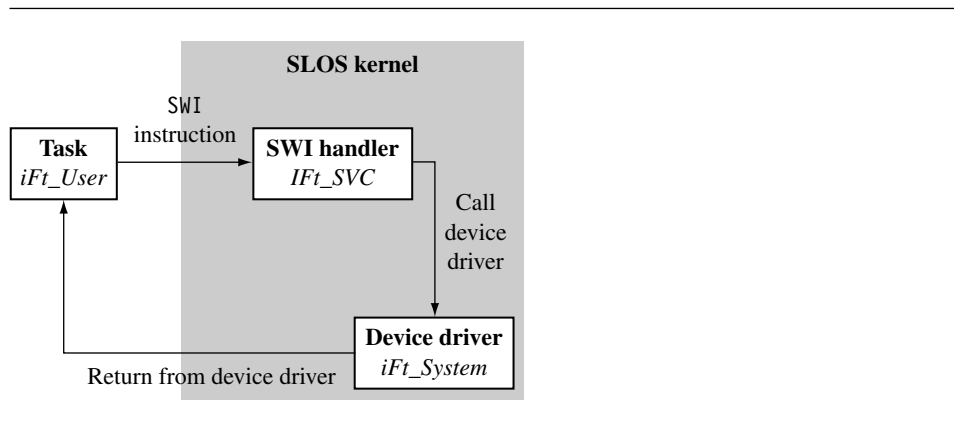 SLOS kernel
SWI
instruction
Task
iFt_User
SWI handler
IFt_SVC
Call
device
driver
Device driver
iFt_System
Return from device driver